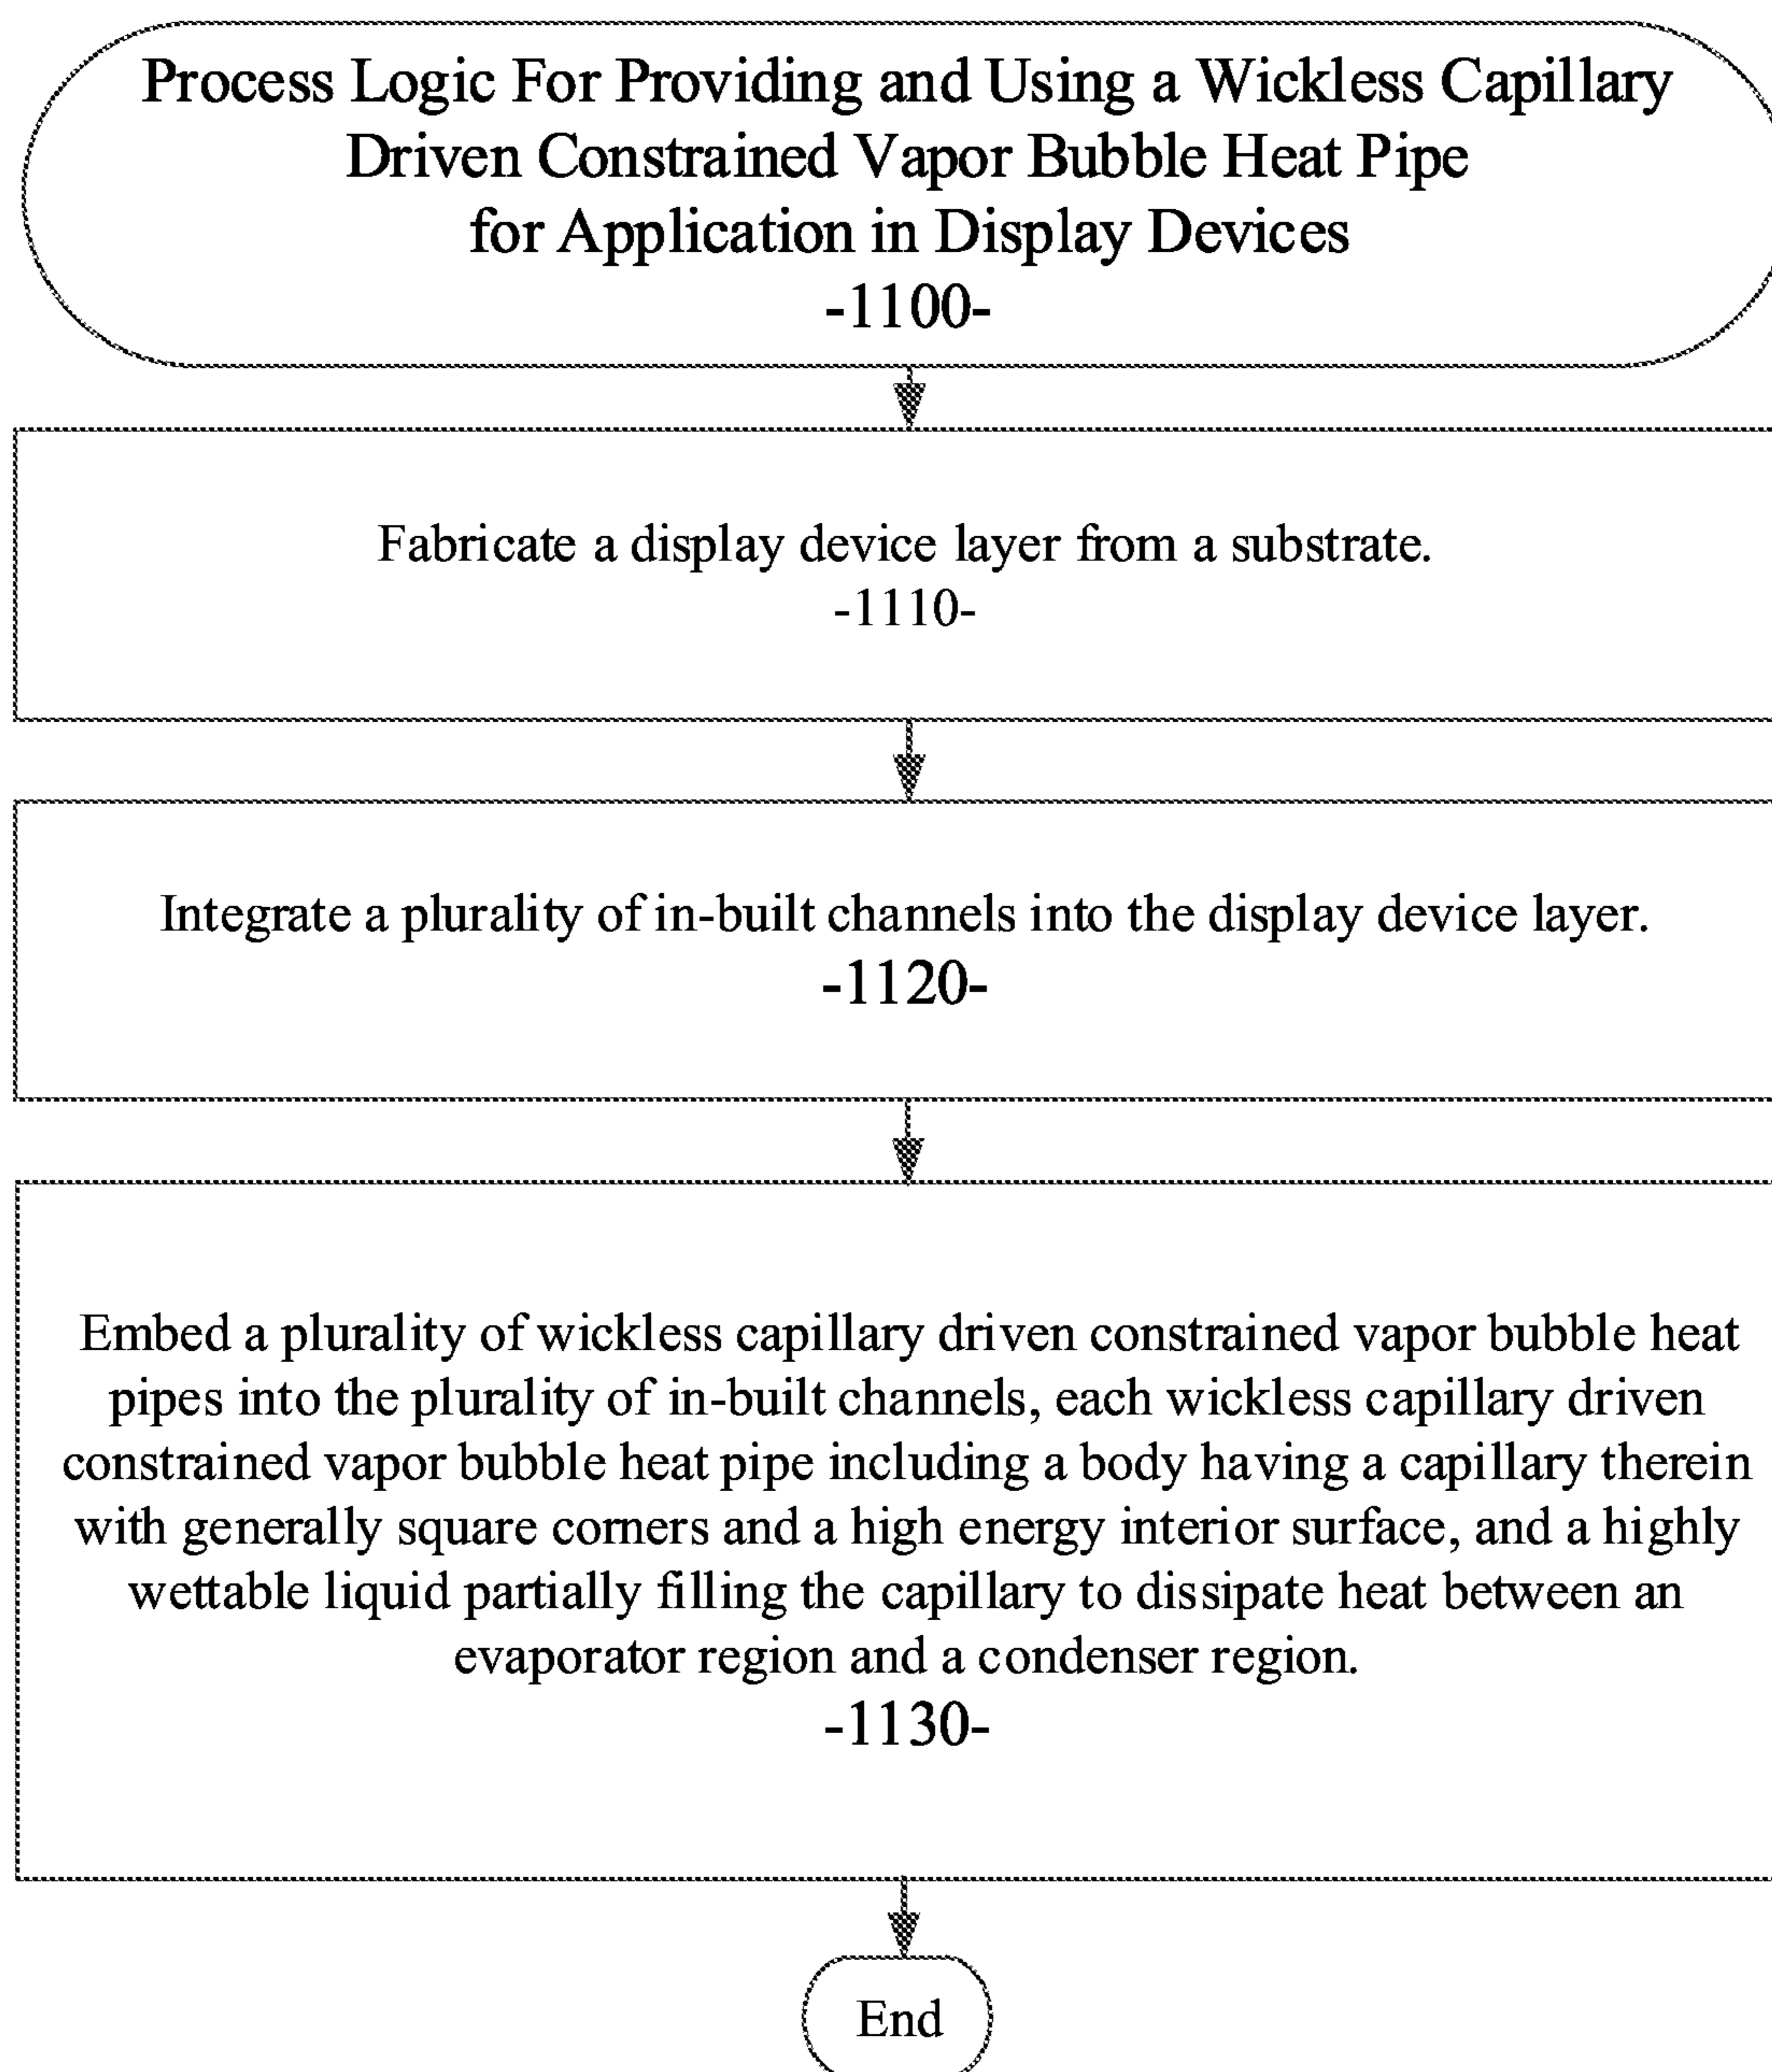 Process Logic For Providing and Using a Wickless Capillary
Driven Constrained Vapor Bubble Heat Pipe
for Application in Display Devices
-1100-
Fabricate a display device layer from a substrate.
-1110-
Integrate a plurality of in-built channels into the display device layer.
-1120-
Embed a plurality of wickless capillary driven constrained vapor bubble heat
pipes into the plurality of in-built channels, each wickless capillary driven
constrained vapor bubble heat pipe including a body having a capillary therein
with generally square corners and a high energy interior surface, and a highly
wettable liquid partially filling the capillary to dissipate heat between an
evaporator region and a condenser region.
-1130-
End